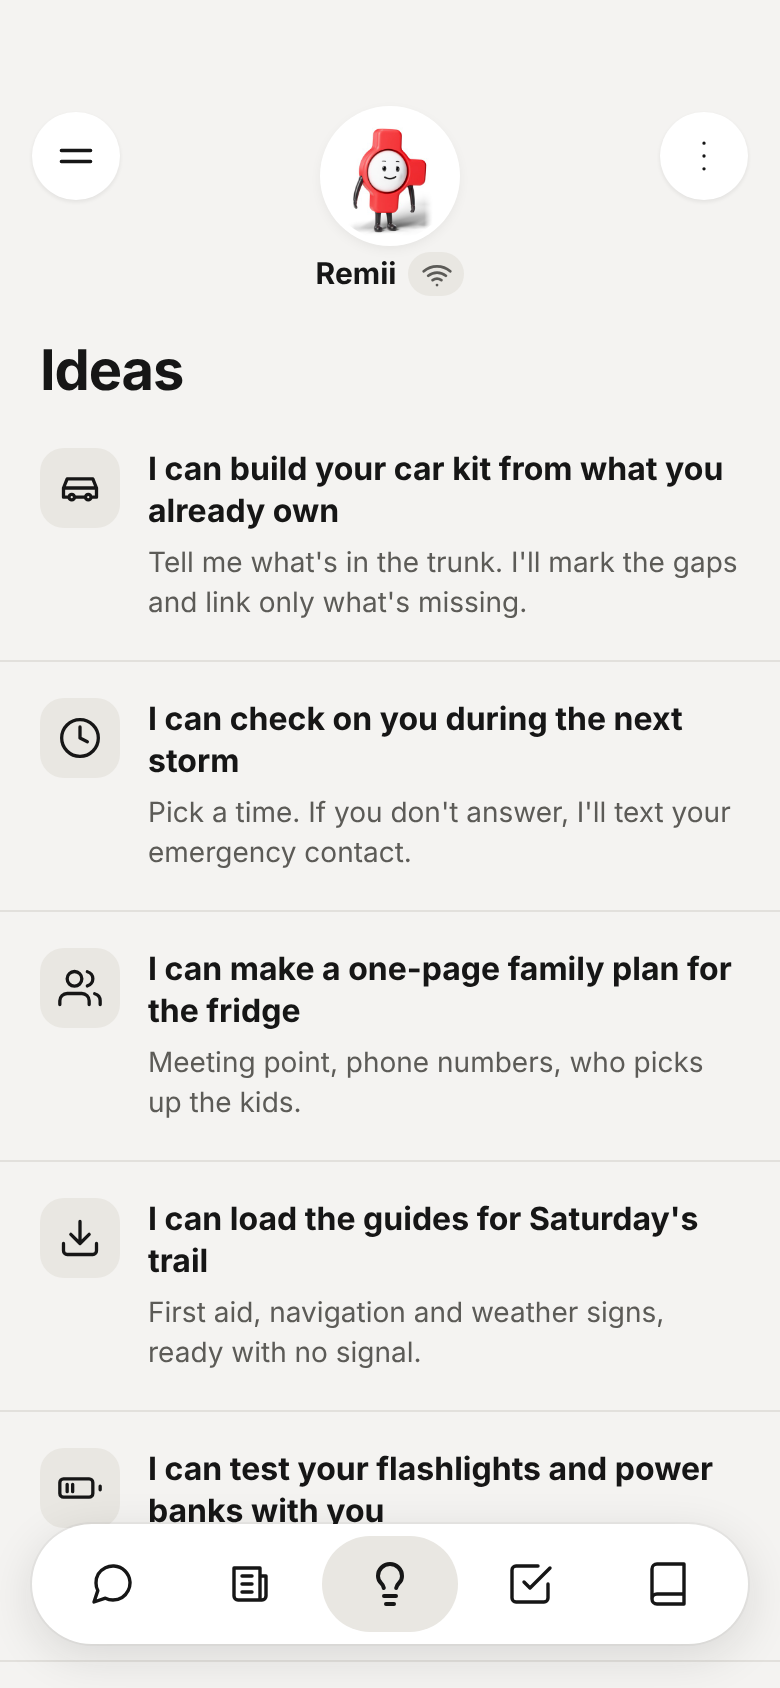 Remii
Ideas
I can build your car kit from what you
already own
Tell me what's in the trunk. I'll mark the gaps
and link only what's missing.
I can check on you during the next
storm
Pick a time. If you don't answer, I'll text your
emergency contact.
I can make a one-page family plan for
the fridge
Meeting point, phone numbers, who picks
up the kids.
I can load the guides for Saturday's
trail
First aid, navigation and weather signs,
ready with no signal.
I can test your flashlights and power
banks with you